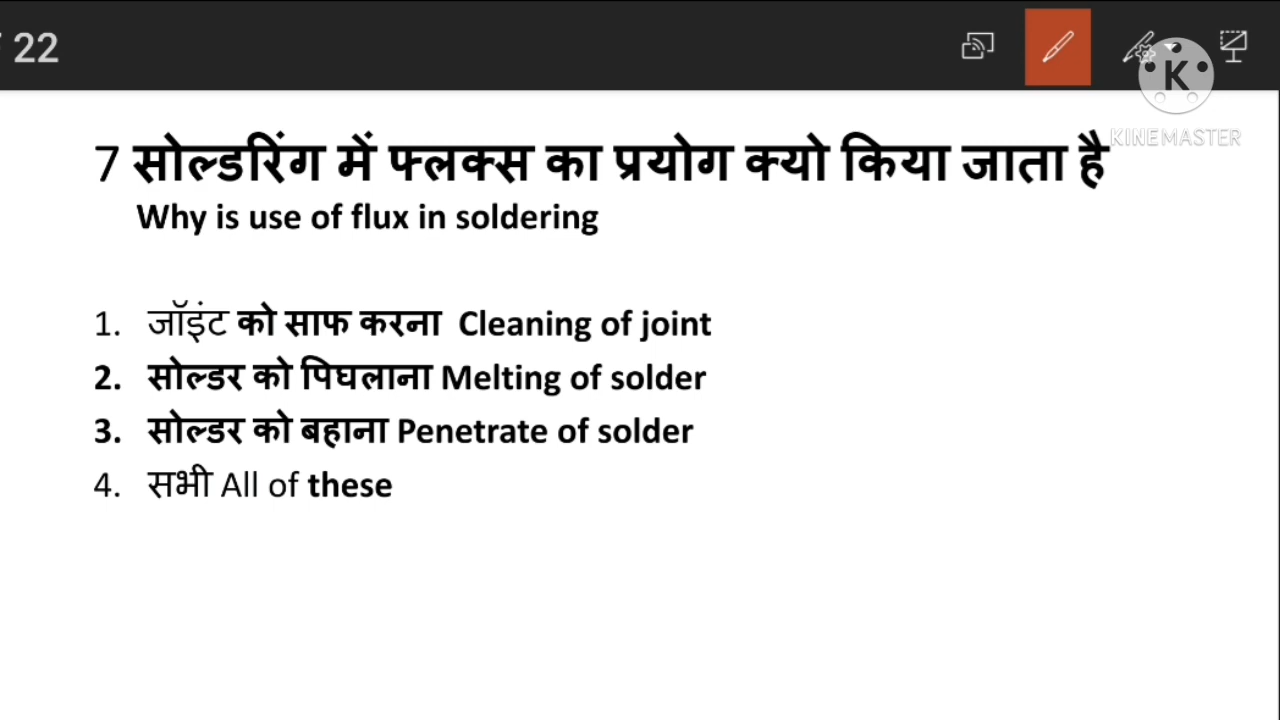 22
KINEMASTER
7 सोल्डरिंग में फ्लक्स का प्रयोग क्यो किया जाता है
Why is use of flux in soldering
1. जॉइंट को साफ करना Cleaning of joint
2. सोल्डर को पिघलाना Melting of solder
3. सोल्डर को बहाना Penetrate of solder
4. सभी All of these